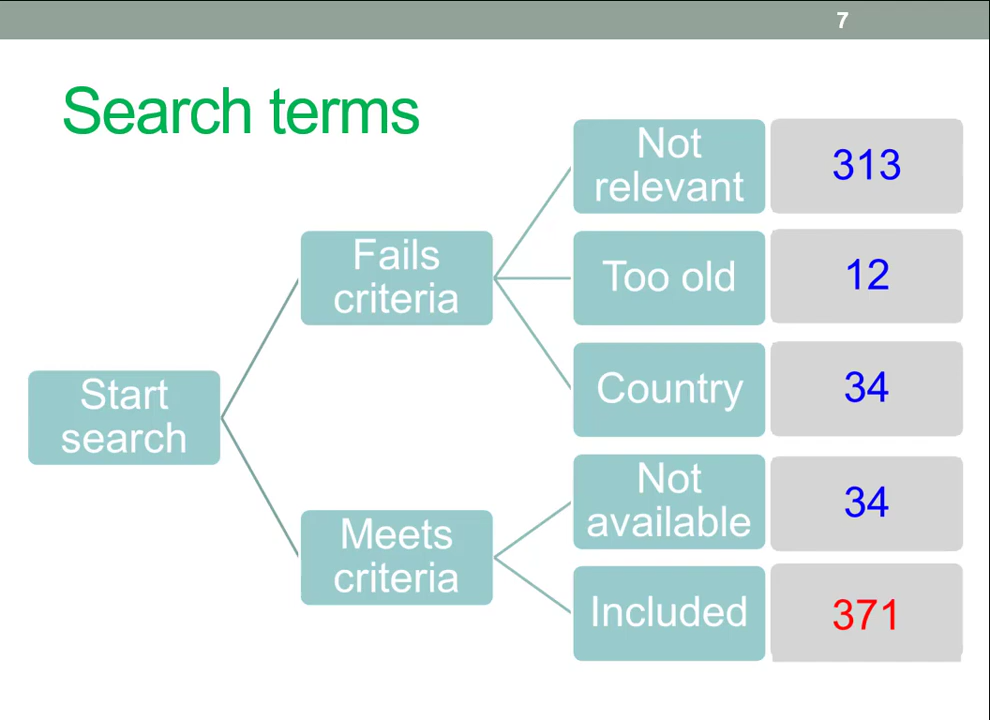 7
Search terms
Start
search
Fails
criteria
Meets
criteria
Not
relevant
313
Too old
12
Country
34
Not
available
34
Included
371